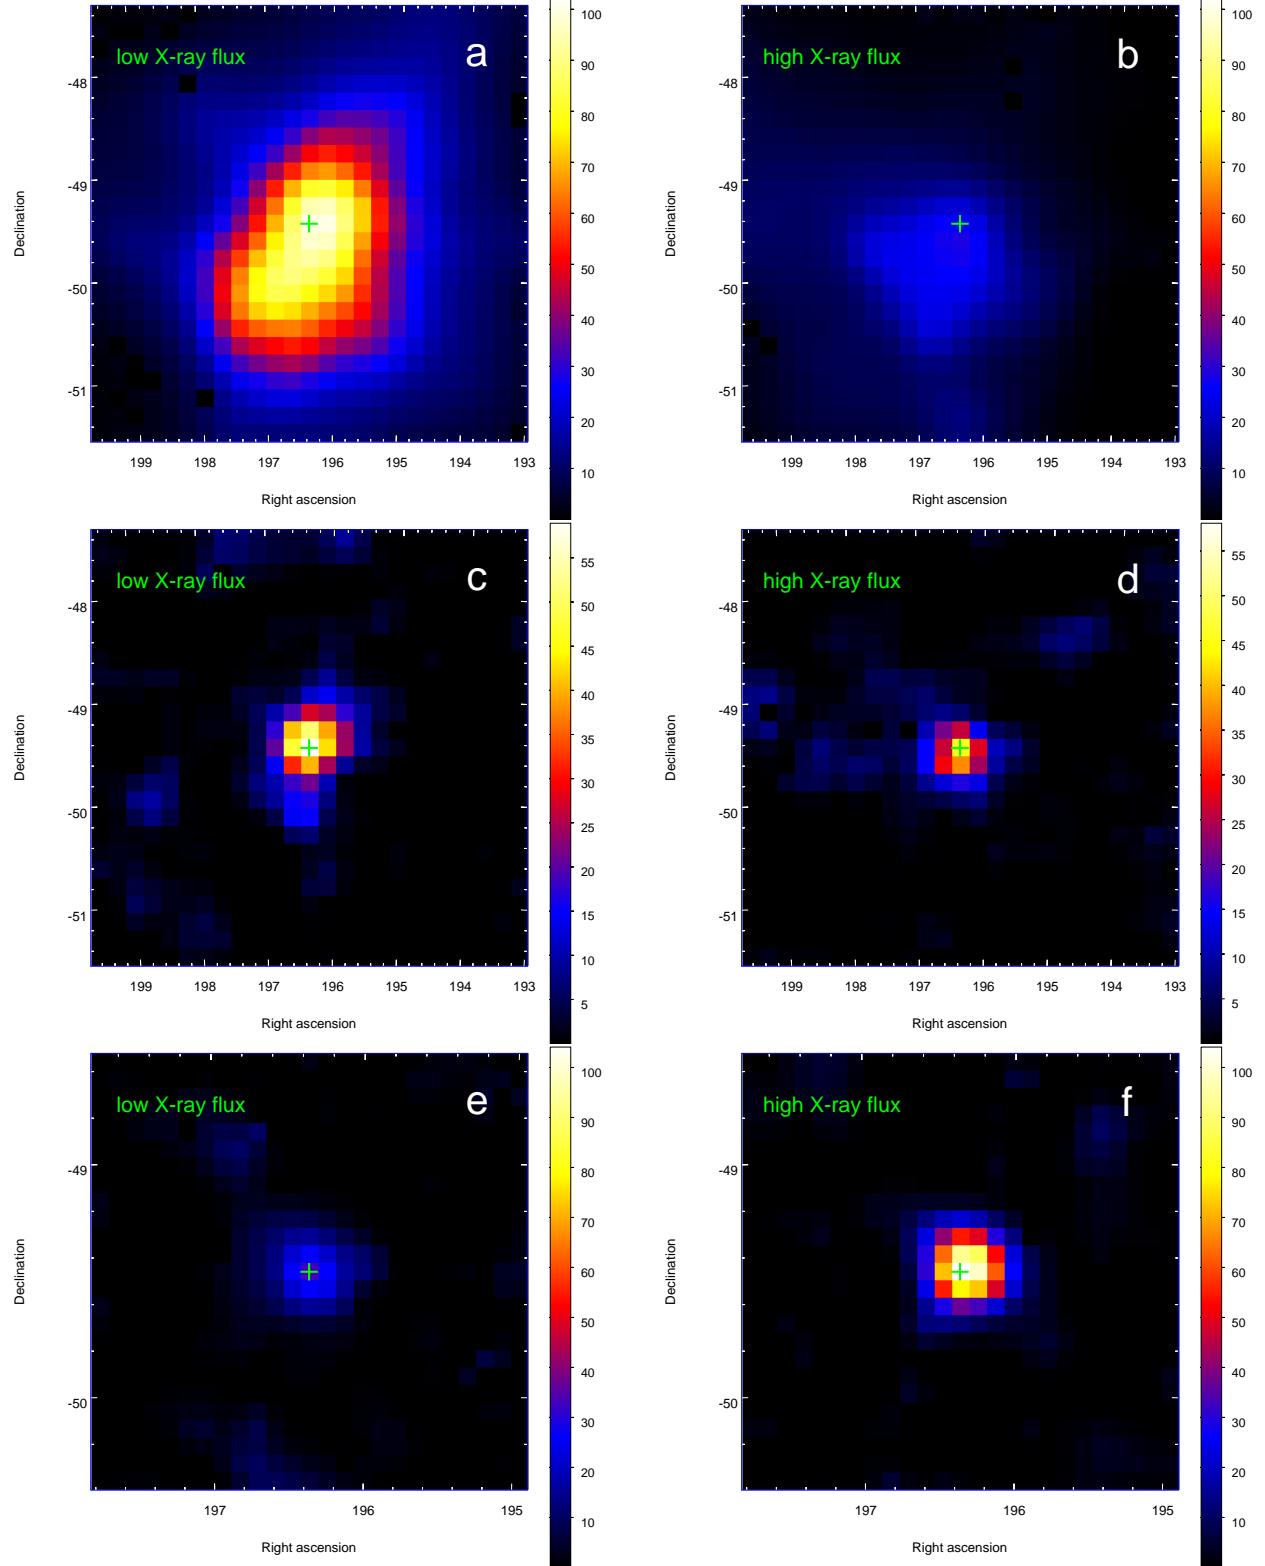 low X-ray flux
a
-48
-49
-50
-51
Declination
199 198 197 196 195 194 193
Right ascension
100
90
80
70
60
50
40
30
20
10
high X-ray flux
b
-48
-49
-50
-51
Declination
199 198 197 196 195 194 193
Right ascension
100
90
80
70
60
50
40
30
20
10
low X-ray flux
c
-48
-49
-50
-51
Declination
199 198 197 196 195 194 193
Right ascension
55
50
45
40
35
30
25
20
15
10
5
high X-ray flux
d
-48
-49
-50
-51
Declination
199 198 197 196 195 194 193
Right ascension
55
50
45
40
35
30
25
20
15
10
5
low X-ray flux
e
-49
-50
Declination
197 196 195
Right ascension
100
90
80
70
60
50
40
30
20
10
high X-ray flux
f
-49
-50
Declination
197 196 195
Right ascension
100
90
80
70
60
50
40
30
20
10